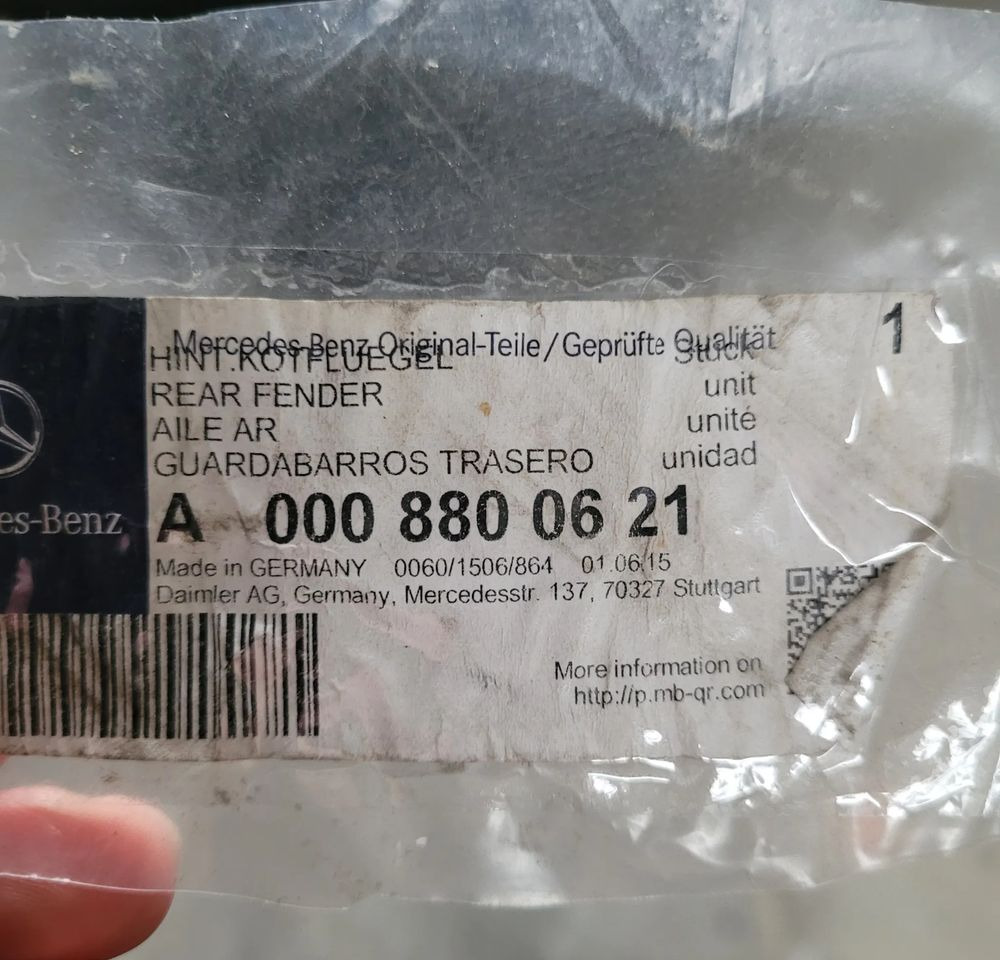 Mercedes-Benz Original-Teile/Geprüfte Qualität
1
HINT.KOTFLUEGEL Stück
REAR FENDER unit
AILE AR unité
GUARDABARROS TRASERO unidad
es-Benz
A 000 880 06 21
Made in GERMANY 0060/1506/864 01.06.15
Daimler AG, Germany, Mercedesstr. 137, 70327 Stuttgart
More information on
http://p.mb-qr.com